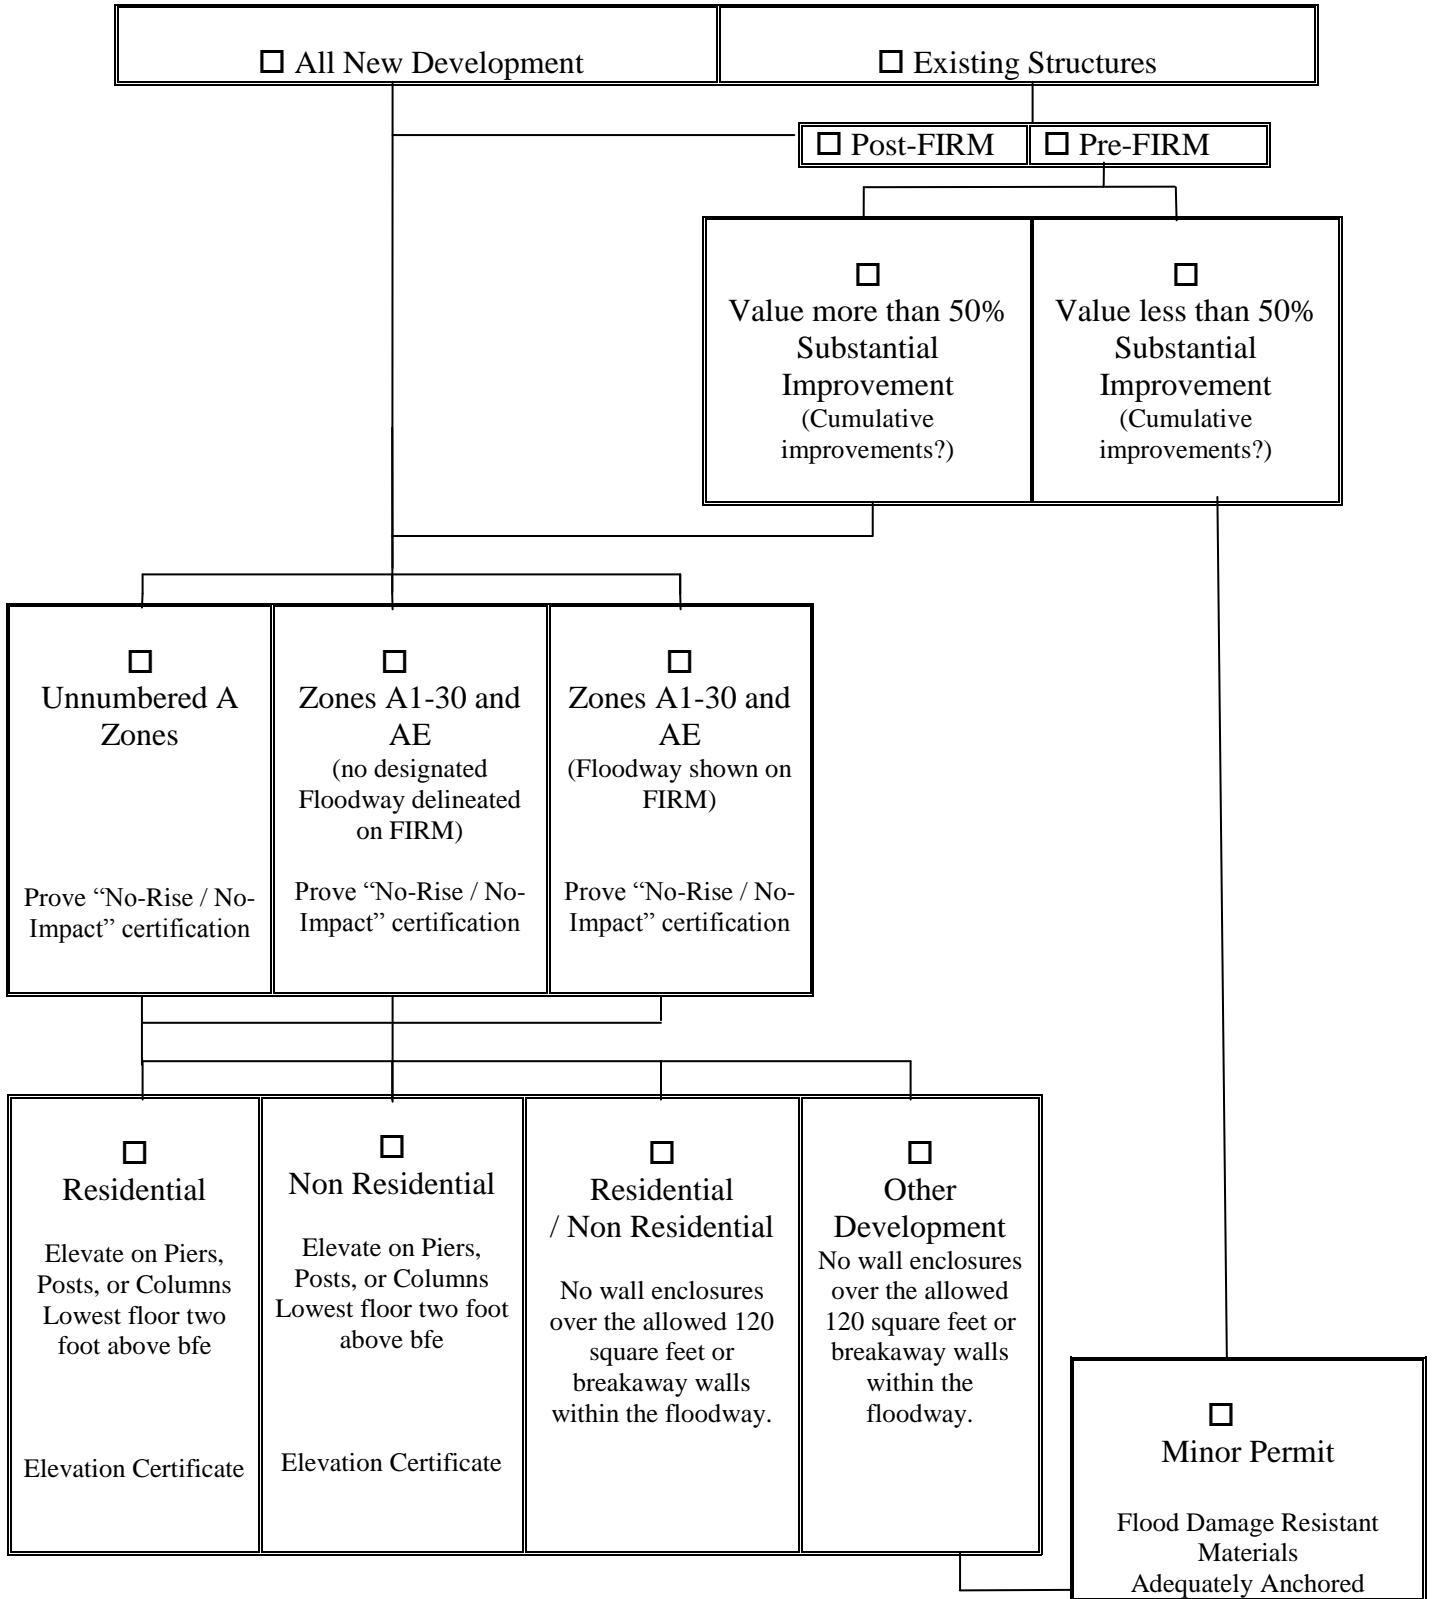 ☐ All New Development
☐ Existing Structures
☐ Post-FIRM
☐ Pre-FIRM
☐
Value more than 50%
Substantial
Improvement
(Cumulative
improvements?)
☐
Value less than 50%
Substantial
Improvement
(Cumulative
improvements?)
☐
Unnumbered A
Zones
Prove “No-Rise / No-
Impact” certification
☐
Zones A1-30 and
AE
(no designated
Floodway delineated
on FIRM)
Prove “No-Rise / No-
Impact” certification
☐
Zones A1-30 and
AE
(Floodway shown on
FIRM)
Prove “No-Rise / No-
Impact” certification
☐
Residential
Elevate on Piers,
Posts, or Columns
Lowest floor two
foot above bfe
Elevation Certificate
☐
Non Residential
Elevate on Piers,
Posts, or Columns
Lowest floor two foot
above bfe
Elevation Certificate
☐
Residential
/ Non Residential
No wall enclosures
over the allowed 120
square feet or
breakaway walls
within the floodway.
☐
Other
Development
No wall enclosures
over the allowed
120 square feet or
breakaway walls
within the
floodway.
☐
Minor Permit
Flood Damage Resistant
Materials
Adequately Anchored